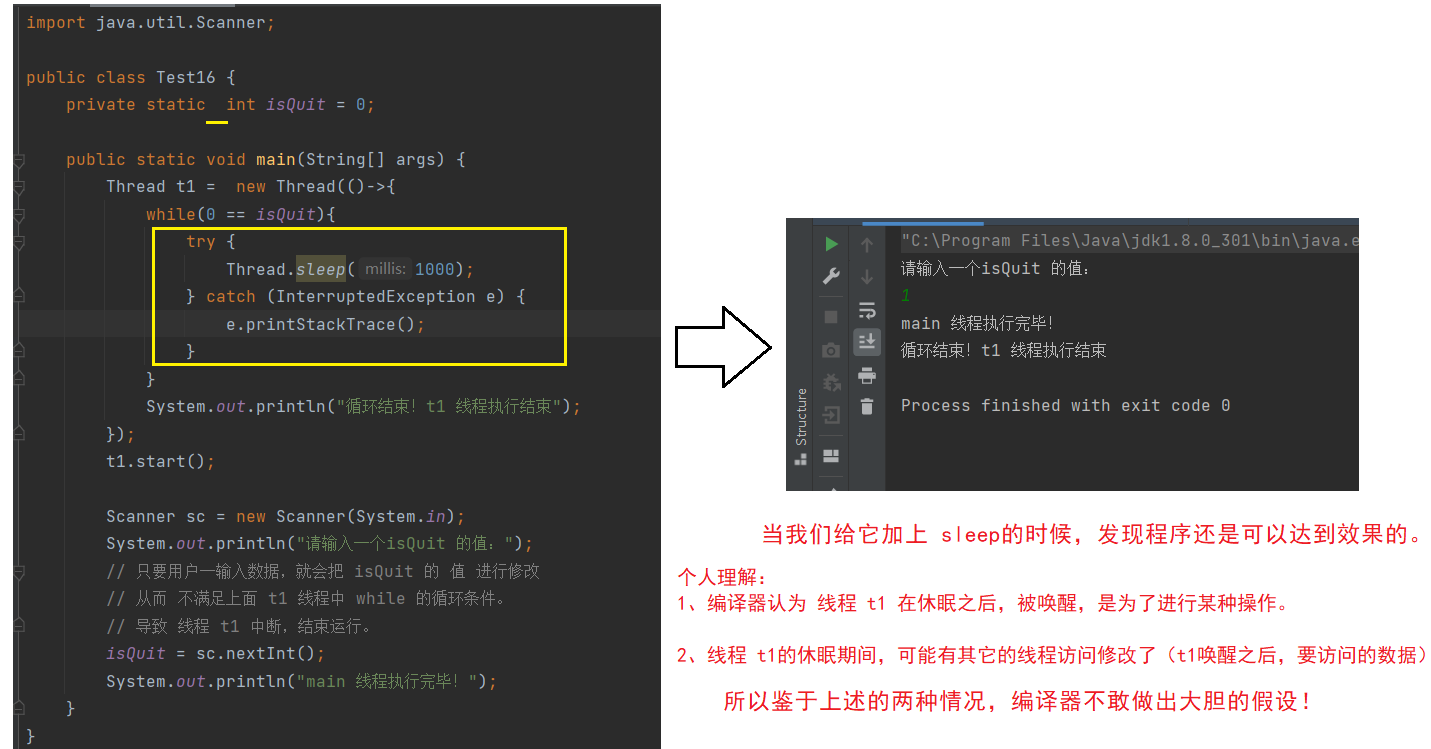 import java.util.Scanner;
public class Test16 {
private static int isQuit = 0;
public static void main(String[] args) {
Thread t1 = new Thread(()->{
while(0 == isQuit){
try {
Thread.sleep( millis: 1000);
} catch (InterruptedException e) {
e.printStackTrace();
}
}
System.out.println("循环结束！t1 线程执行结束");
});
t1.start();
Scanner sc = new Scanner(System.in);
System.out.println("请输入一个isQuit 的值：");
// 只要用户一输入数据，就会把 isQuit 的 值 进行修改
// 从而 不满足上面 t1 线程中 while 的循环条件。
// 导致 线程 t1 中断，结束运行。
isQuit = sc.nextInt();
System.out.println("main 线程执行完毕！");
}
}
Structure
"C:\Program Files\Java\jdk1.8.0_301\bin\java.e
请输入一个isQuit 的值：
1
main 线程执行完毕！
循环结束！t1 线程执行结束
Process finished with exit code 0
当我们给它加上 sleep的时候，发现程序还是可以达到效果的。
个人理解：
1、编译器认为 线程 t1 在休眠之后，被唤醒，是为了进行某种操作。
2、线程 t1的休眠期间，可能有其它的线程访问修改了（t1唤醒之后，要访问的数据）
所以鉴于上述的两种情况，编译器不敢做出大胆的假设！